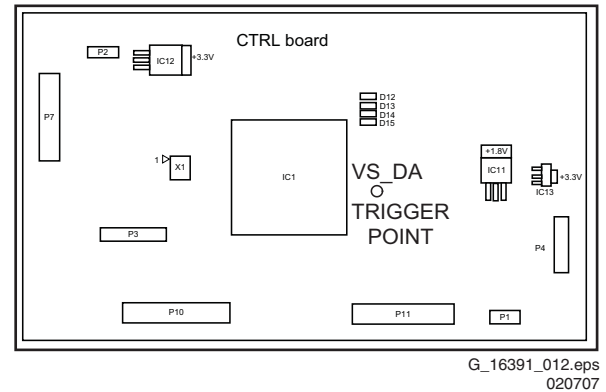 CTRL board
P2
IC12
+3.3V
D12
D13
D14
D15
P7
1
X1
IC1
VS_DA
TRIGGER
POINT
+1.8V
IC11
+3.3V
IC13
P3
P4
P10
P11
P1
G_16391_012.eps
020707